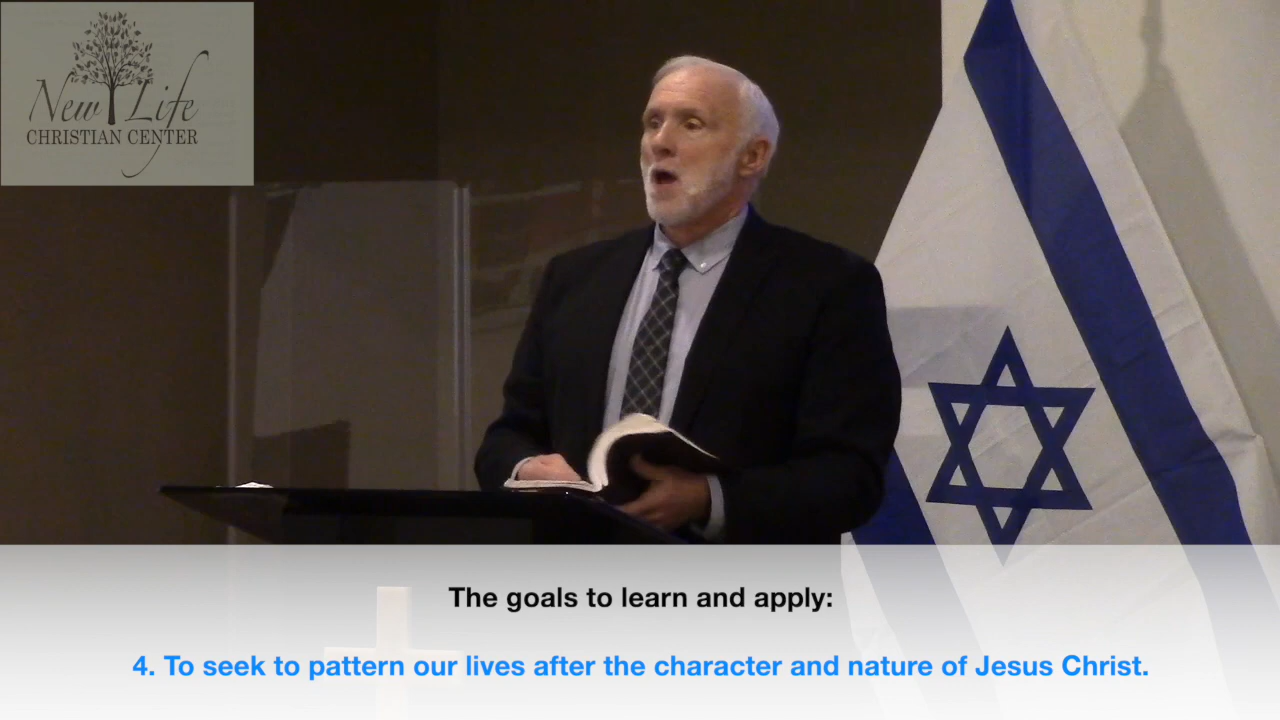 New Life
CHRISTIAN CENTER
The goals to learn and apply:
4. To seek to pattern our lives after the character and nature of Jesus Christ.